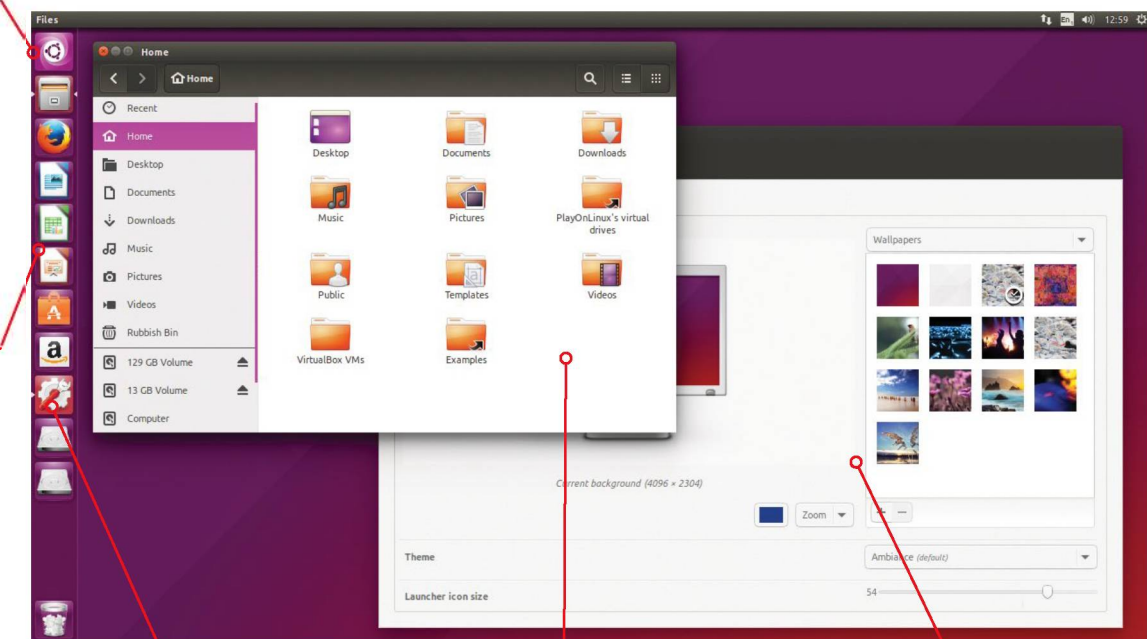 Files
En
12:59
Home
Home
Recent
Home
Desktop
Documents
Downloads
Music
Pictures
Videos
Rubbish Bin
129 GB Volume
13 GB Volume
Computer
Desktop
Documents
Downloads
Music
Pictures
PlayOnLinux's virtual
drives
Public
Templates
Videos
VirtualBox VMs
Examples
Wallpapers
Current background (4096 × 2304)
Zoom
Theme
Ambiance (default)
Launcher icon size
54